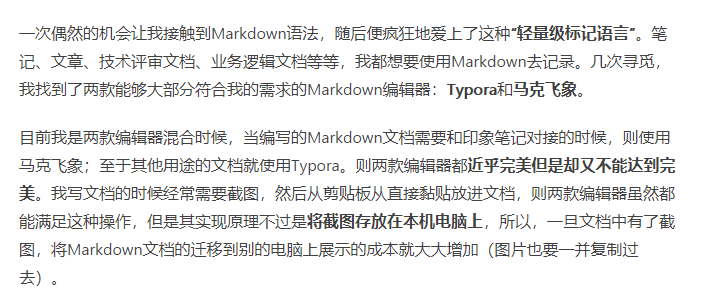 一次偶然的机会让我接触到Markdown语法，随后便疯狂地爱上了这种“轻量级标记语言”。笔
记、文章、技术评审文档、业务逻辑文档等等，我都想要使用Markdown去记录。几次寻觅，
我找到了两款能够大部分符合我的需求的Markdown编辑器：Typora和马克飞象。
目前我是两款编辑器混合时候，当编写的Markdown文档需要和印象笔记对接的时候，则使用
马克飞象；至于其他用途的文档就使用Typora。则两款编辑器都近乎完美但是却又不能达到完
美。我写文档的时候经常需要截图，然后从剪贴板从直接黏贴放进文档，则两款编辑器虽然都
能满足这种操作，但是其实现原理不过是将截图存放在本机电脑上，所以，一旦文档中有了截
图，将Markdown文档的迁移到别的电脑上展示的成本就大大增加（图片也要一并复制过
去）。